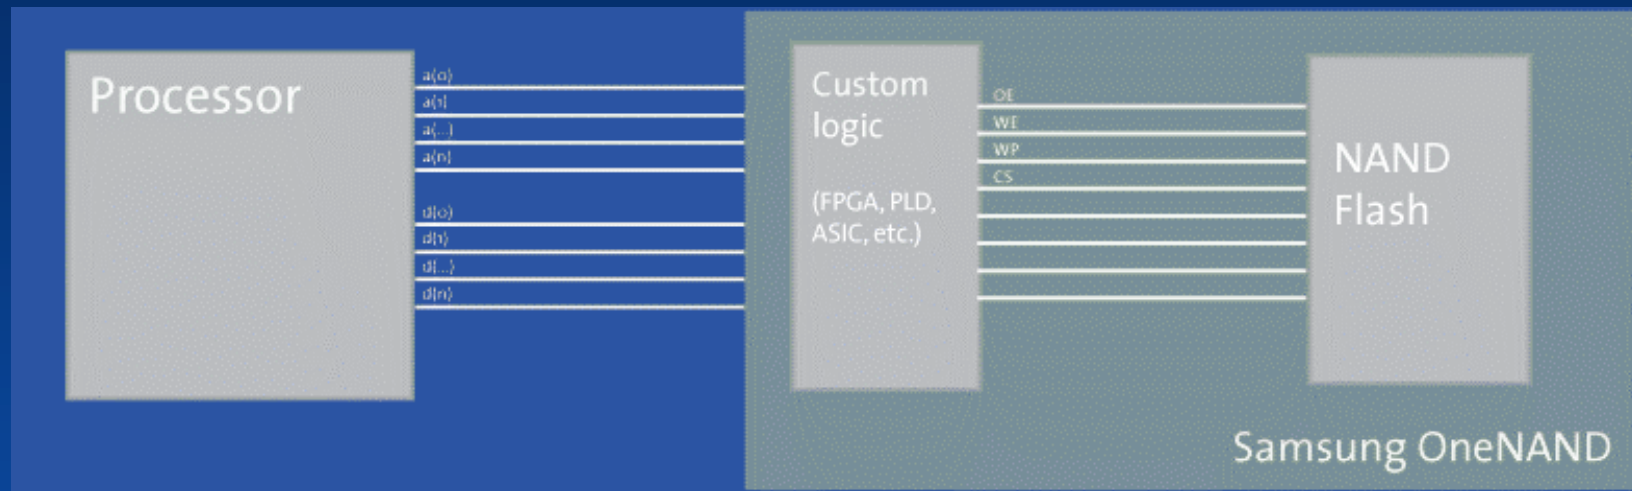 Processor
a(0)
a(1)
a(...)
a(n)
d(0)
d(1)
d(...)
d(n)
Custom
logic
(FPGA, PLD,
ASIC, etc.)
OE
WE
WP
CS
NAND
Flash
Samsung OneNAND